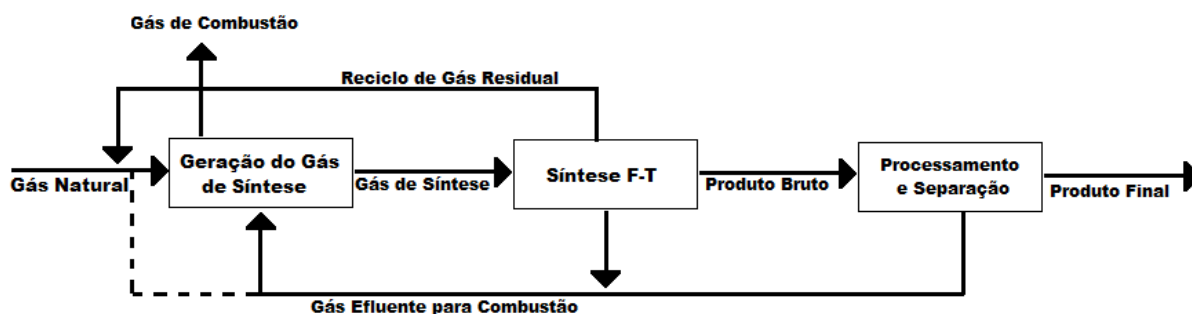 Gás de Combustão
Reciclo de Gás Residual
Gás Natural
Geração do Gás
de Síntese
Gás de Síntese
Síntese F-T
Produto Bruto
Processamento
e Separação
Produto Final
Gás Efluente para Combustão